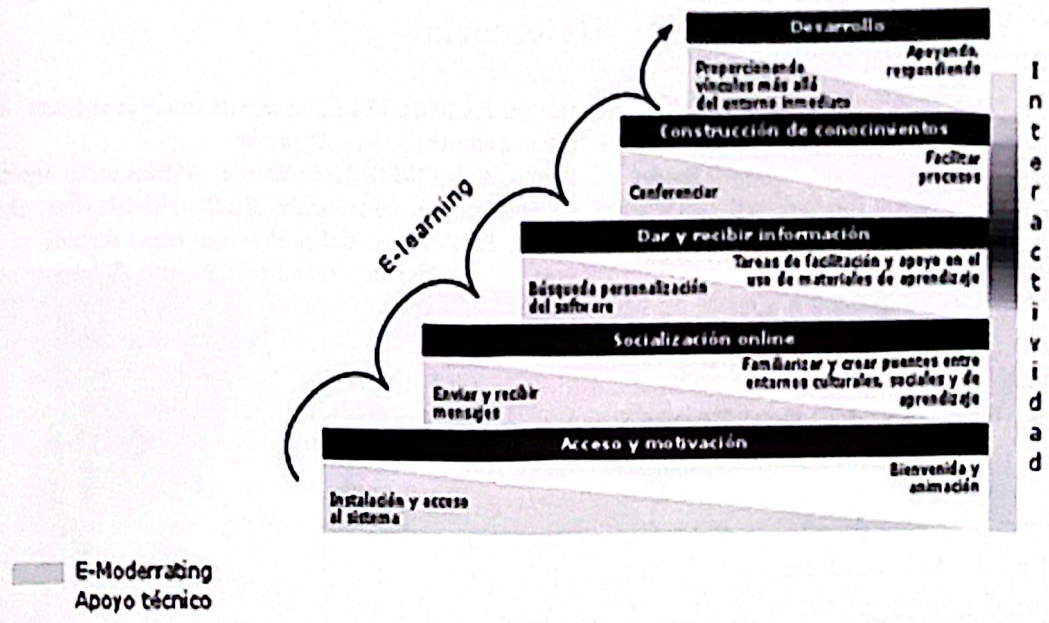 Desarrollo
Apoyando,
respondiendo
Proporcionando
vínculos más allá
del entorno inmediato
Construcción de conocimientos
Facilitar
procesos
Conferenciar
Dar y recibir información
Tareas de facilitación y apoyo en el
uso de materiales de aprendizaje
Búsqueda personalización
del software
Socialización online
Familiarizar y crear puentes entre
entornos culturales, sociales y de
aprendizaje
Enviar y recibir
mensajes
Acceso y motivación
Bienvenida y
animación
Instalación y acceso
al sistema
E-learning
Interactividad
E-Moderrating
Apoyo técnico